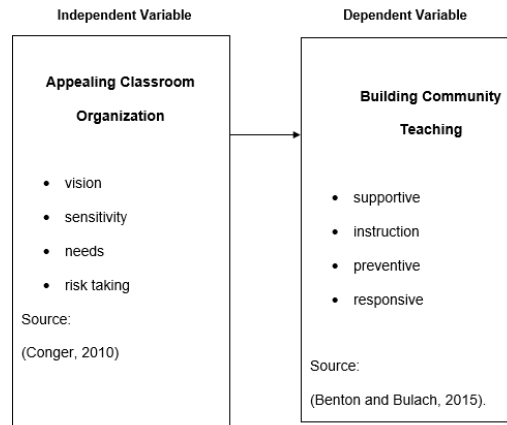 Independent Variable
Appealing Classroom
Organization
• vision
• sensitivity
• needs
• risk taking
Source:
(Conger, 2010)
Dependent Variable
Building Community
Teaching
• supportive
• instruction
• preventive
• responsive
Source:
(Benton and Bulach, 2015).